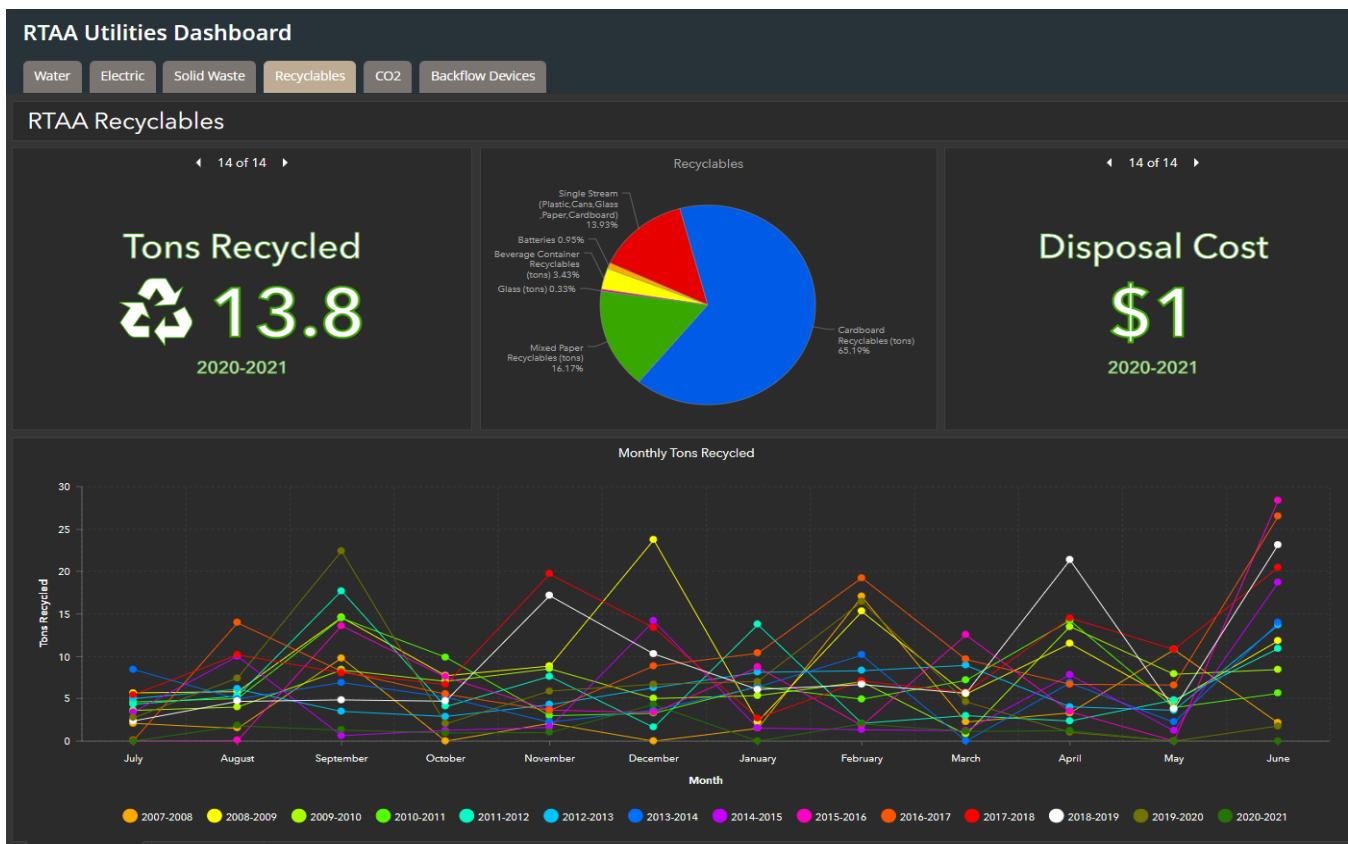 RTAA Utilities Dashboard
Water Electric Solid Waste Recyclables CO2 Backflow Devices
RTAA Recyclables
14 of 14
Tons Recycled
13.8
2020-2021
Recyclables
Single Stream
(Plastic,Cans,Glass
,Paper,Cardboard)
13.93%
Batteries 0.95%
Beverage Container
Recyclables
(tons) 3.43%
Glass (tons) 0.33%
Mixed Paper
Recyclables (tons)
16.17%
Cardboard
Recyclables (tons)
65.19%
14 of 14
Disposal Cost
$1
2020-2021
Monthly Tons Recycled
30
25
20
15
10
5
0
Tons Recycled
July August September October November December January February March April May June
Month
2007-2008 2008-2009 2009-2010 2010-2011 2011-2012 2012-2013 2013-2014 2014-2015 2015-2016 2016-2017 2017-2018 2018-2019 2019-2020 2020-2021